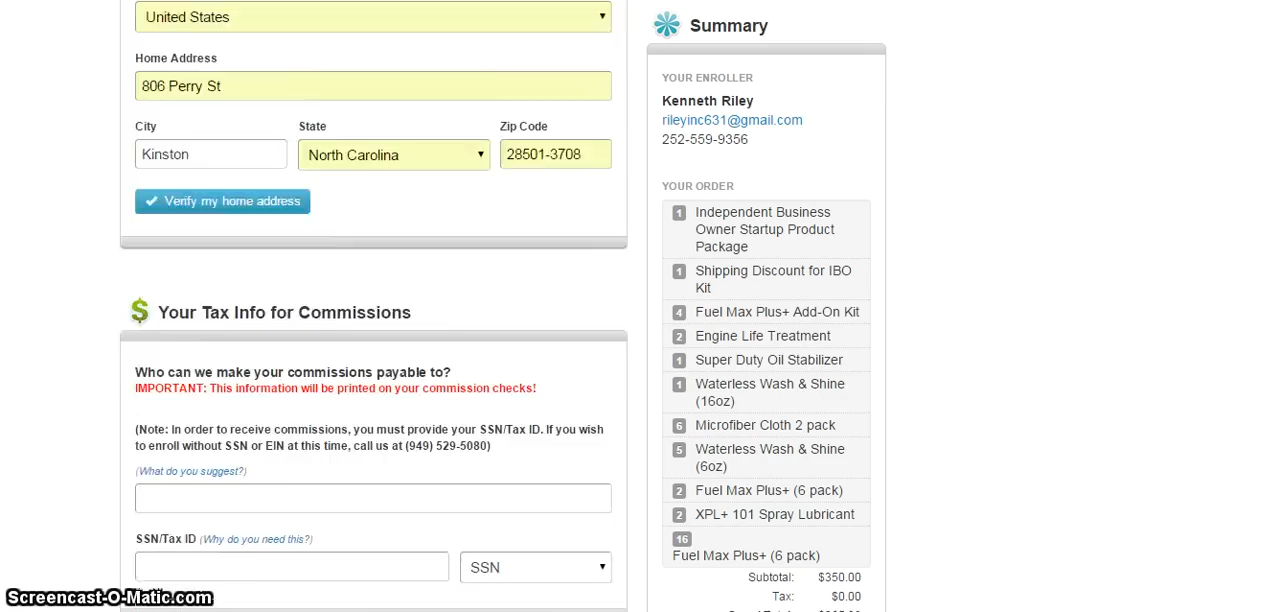 United States
Home Address
806 Perry St
City
State
Zip Code
Kinston
North Carolina
28501-3708
Verify my home address
$ Your Tax Info for Commissions
Who can we make your commissions payable to?
IMPORTANT: This information will be printed on your commission checks!
(Note: In order to receive commissions, you must provide your SSN/Tax ID. If you wish
to enroll without SSN or EIN at this time, call us at (949) 529-5080)
(What do you suggest?)
SSN/Tax ID (Why do you need this?)
SSN
Screencast-O-Matic.com
Summary
YOUR ENROLLER
Kenneth Riley
rileyinc631@gmail.com
252-559-9356
YOUR ORDER
1 Independent Business
Owner Startup Product
Package
1 Shipping Discount for IBO
Kit
4 Fuel Max Plus+ Add-On Kit
2 Engine Life Treatment
1 Super Duty Oil Stabilizer
1 Waterless Wash & Shine
(16oz)
6 Microfiber Cloth 2 pack
5 Waterless Wash & Shine
(6oz)
2 Fuel Max Plus+ (6 pack)
2 XPL+ 101 Spray Lubricant
16
Fuel Max Plus+ (6 pack)
Subtotal: $350.00
Tax: $0.00